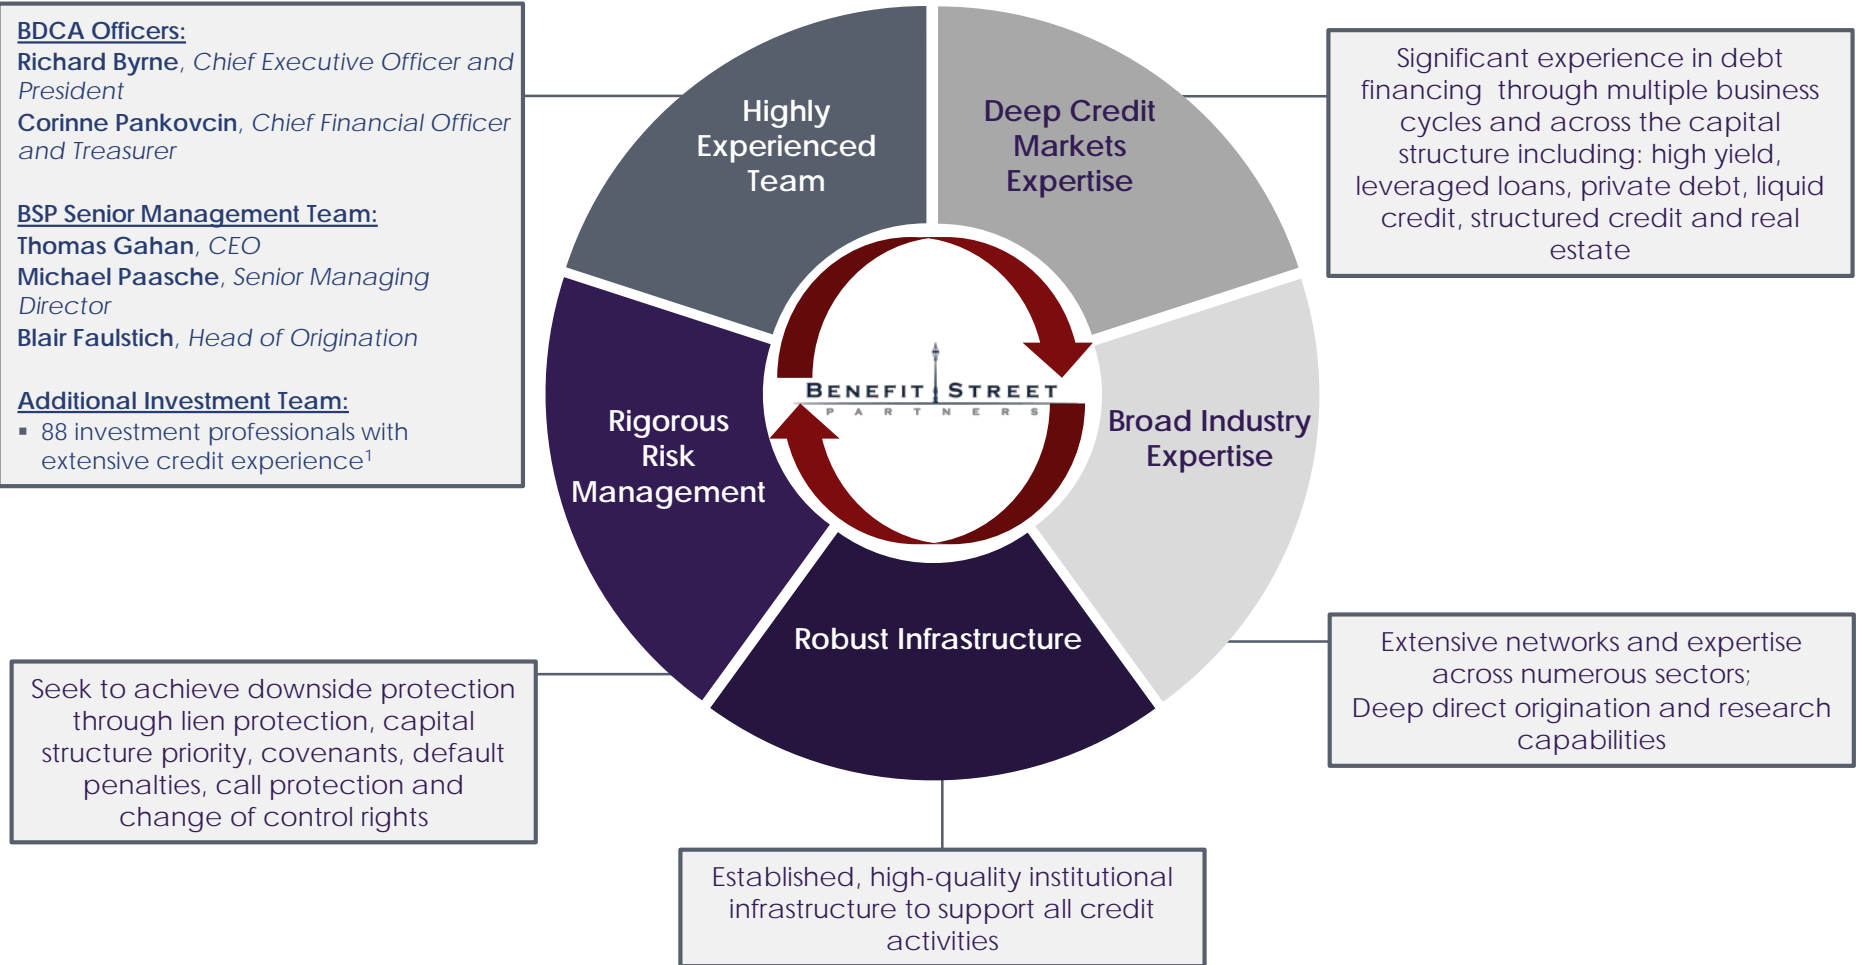 BDCA Officers:
Richard Byrne, Chief Executive Officer and
President
Corinne Pankovcin, Chief Financial Officer
and Treasurer
BSP Senior Management Team:
Thomas Gahan, CEO
Michael Paasche, Senior Managing
Director
Blair Faulstich, Head of Origination
Additional Investment Team:
▪ 88 investment professionals with
extensive credit experience¹
Highly
Experienced
Team
Deep Credit
Markets
Expertise
Significant experience in debt
financing through multiple business
cycles and across the capital
structure including: high yield,
leveraged loans, private debt, liquid
credit, structured credit and real
estate
BENEFIT STREET
PARTNERS
Rigorous
Risk
Management
Broad Industry
Expertise
Robust Infrastructure
Seek to achieve downside protection
through lien protection, capital
structure priority, covenants, default
penalties, call protection and
change of control rights
Extensive networks and expertise
across numerous sectors;
Deep direct origination and research
capabilities
Established, high-quality institutional
infrastructure to support all credit
activities